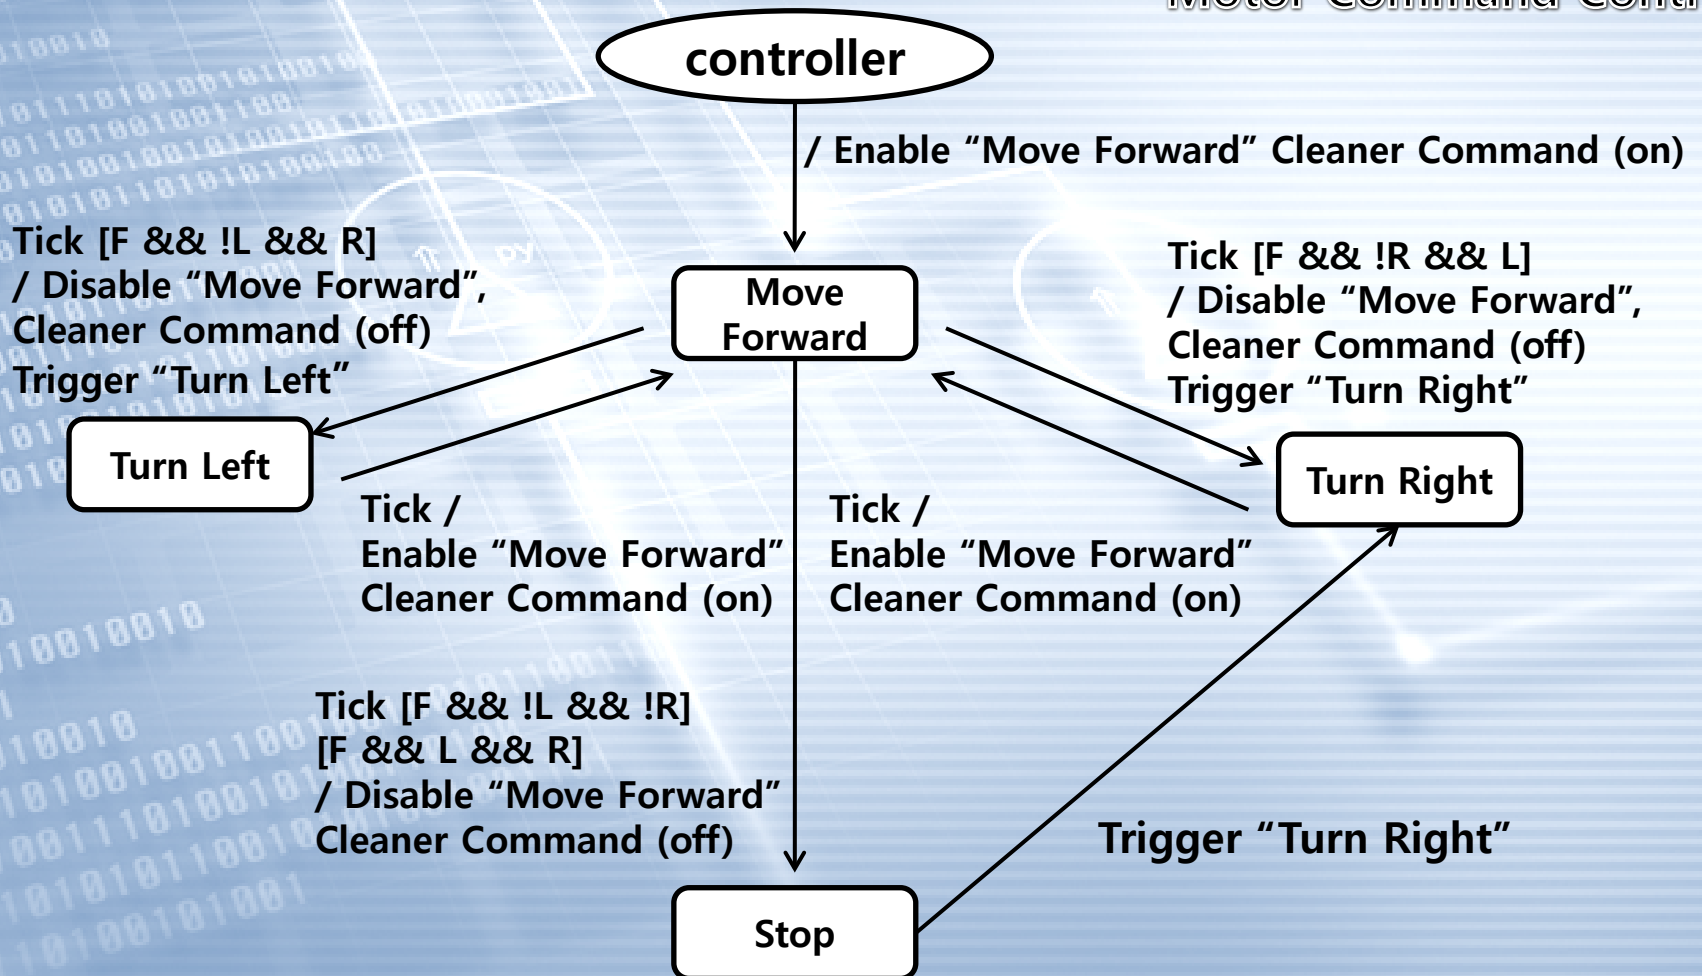 Motor Command
controller
/ Enable “Move Forward” Cleaner Command (on)
Tick [F && !L && R]
/ Disable “Move Forward”,
Cleaner Command (off)
Trigger “Turn Left”
Move
Forward
Tick [F && !R && L]
/ Disable “Move Forward”,
Cleaner Command (off)
Trigger “Turn Right”
Turn Left
Turn Right
Tick /
Enable “Move Forward”
Cleaner Command (on)
Tick /
Enable “Move Forward”
Cleaner Command (on)
Tick [F && !L && !R]
[F && L && R]
/ Disable “Move Forward”
Cleaner Command (off)
Trigger “Turn Right”
Stop